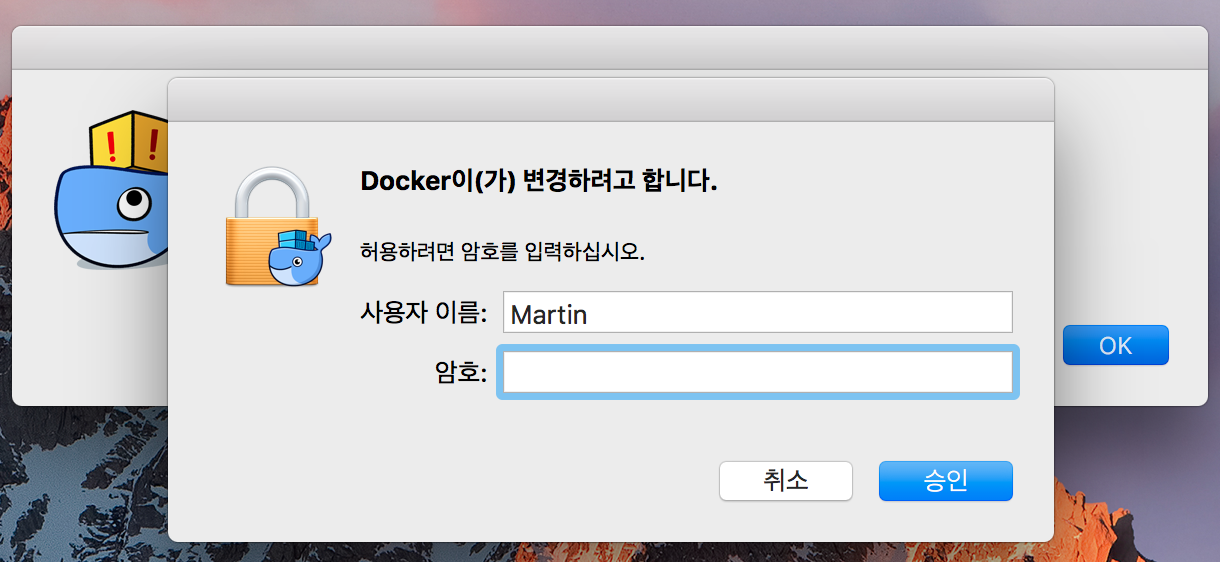 Docker이(가) 변경하려고 합니다.
허용하려면 암호를 입력하십시오.
사용자 이름: Martin
암호:
OK
취소 승인